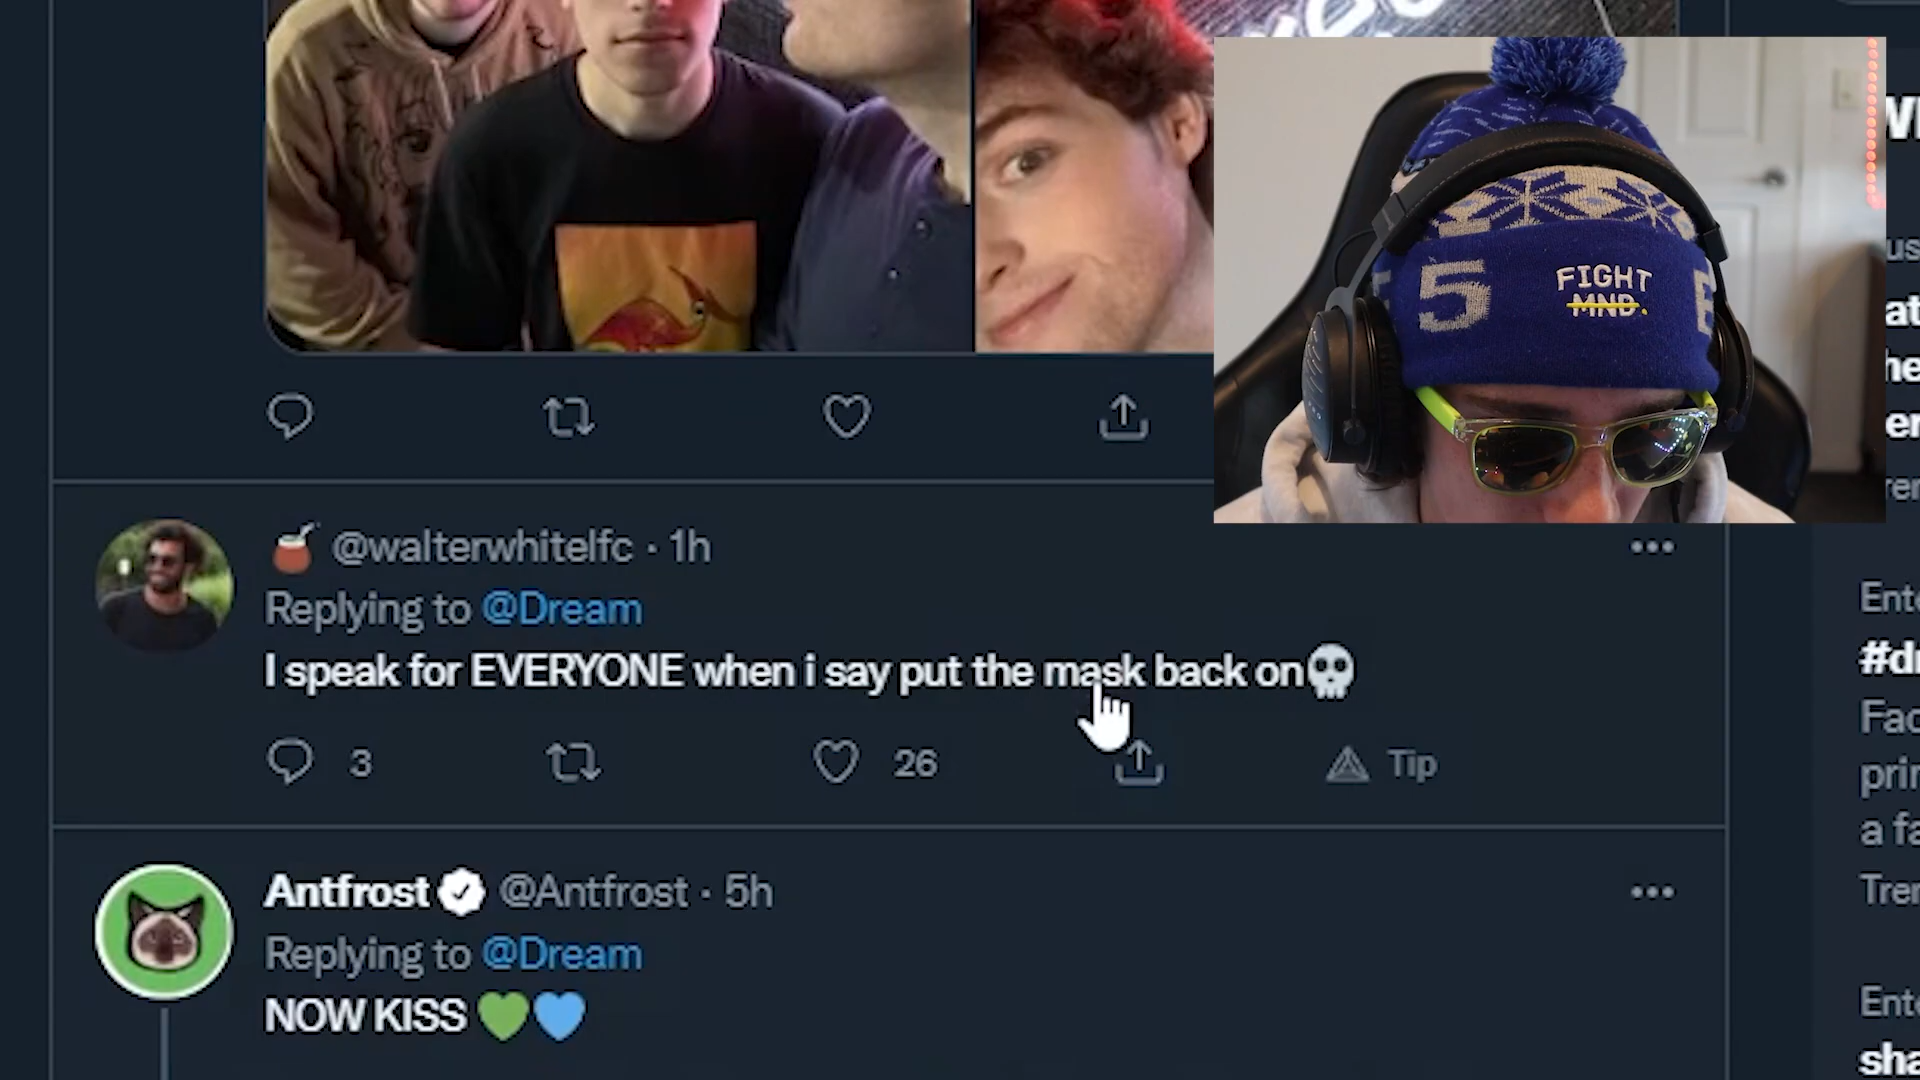 5
FIGHT
MND.
@walterwhitelfc · 1h
Replying to @Dream
I speak for EVERYONE when i say put the mask back on💀
3
26
Tip
Antfrost @Antfrost · 5h
Replying to @Dream
NOW KISS 💚💙